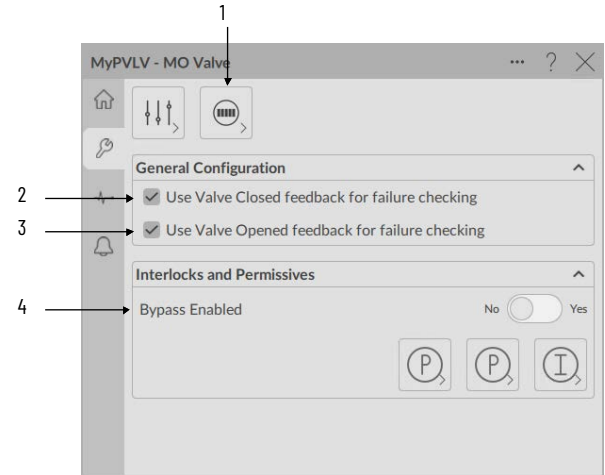 1
MyPVLV - MO Valve ... ?
General Configuration
2 Use Valve Closed feedback for failure checking
3 Use Valve Opened feedback for failure checking
Interlocks and Permissives
4 Bypass Enabled No Yes
P P I